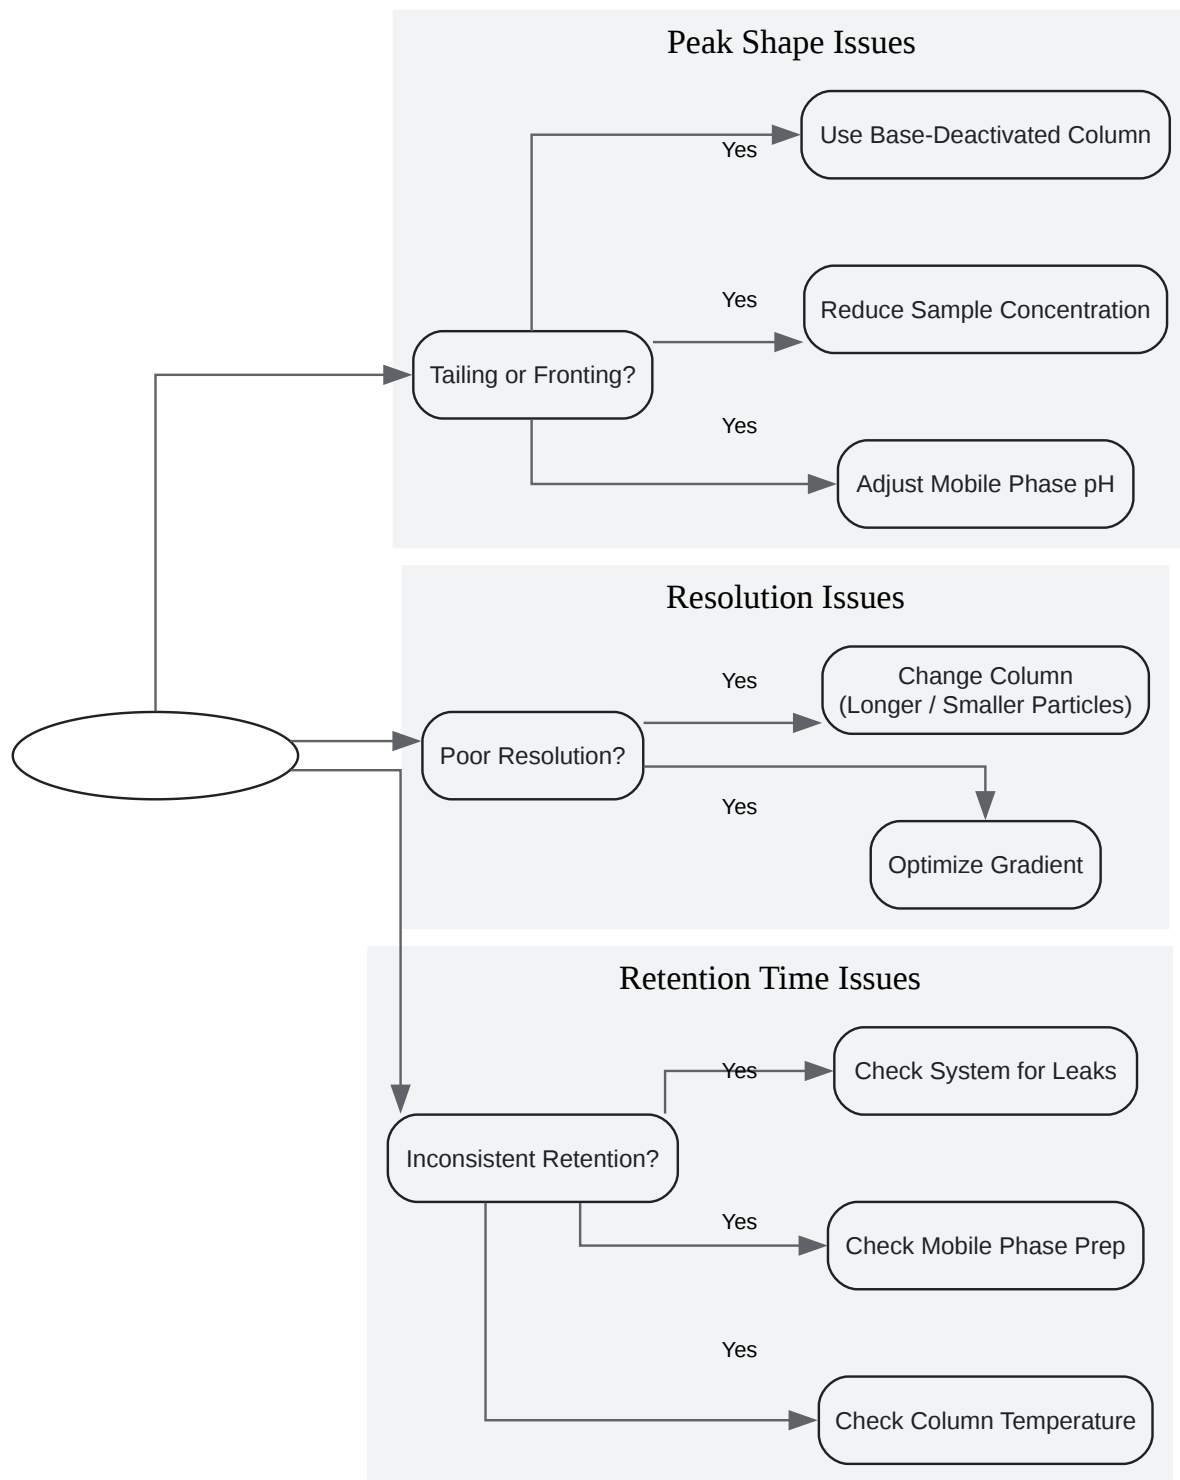 Peak Shape Issues
Use Base-Deactivated Column
Yes
Yes
Reduce Sample Concentration
Tailing or Fronting?
Yes
Adjust Mobile Phase pH
Resolution Issues
Yes
Change Column
(Longer / Smaller Particles)
Poor Resolution?
Yes
Optimize Gradient
Retention Time Issues
Yes
Check System for Leaks
Inconsistent Retention?
Yes
Check Mobile Phase Prep
Yes
Check Column Temperature